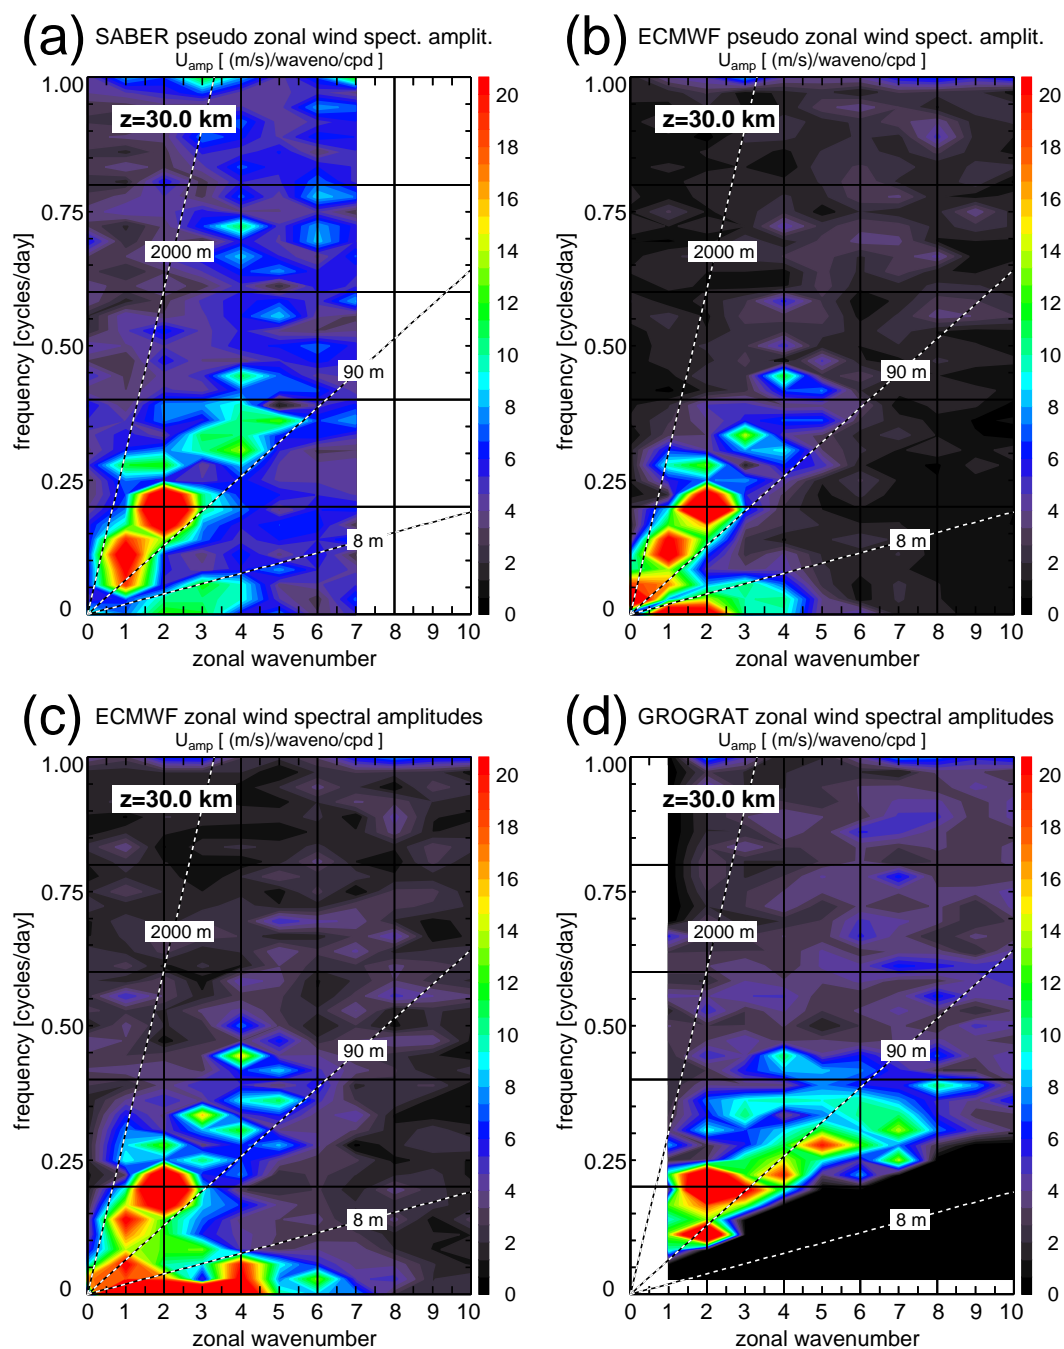 (a) SABER pseudo zonal wind spect. amplit.
U_amp [ (m/s)/waveno/cpd ]
z=30.0 km
2000 m
90 m
8 m
frequency [cycles/day]
1.00
0.75
0.50
0.25
0
0 1 2 3 4 5 6 7 8 9 10
zonal wavenumber
20
18
16
14
12
10
8
6
4
2
0
(b) ECMWF pseudo zonal wind spect. amplit.
U_amp [ (m/s)/waveno/cpd ]
z=30.0 km
2000 m
90 m
8 m
frequency [cycles/day]
1.00
0.75
0.50
0.25
0
0 1 2 3 4 5 6 7 8 9 10
zonal wavenumber
20
18
16
14
12
10
8
6
4
2
0
(c) ECMWF zonal wind spectral amplitudes
U_amp [ (m/s)/waveno/cpd ]
z=30.0 km
2000 m
90 m
8 m
frequency [cycles/day]
1.00
0.75
0.50
0.25
0
0 1 2 3 4 5 6 7 8 9 10
zonal wavenumber
20
18
16
14
12
10
8
6
4
2
0
(d) GROGRAT zonal wind spectral amplitudes
U_amp [ (m/s)/waveno/cpd ]
z=30.0 km
2000 m
90 m
8 m
frequency [cycles/day]
1.00
0.75
0.50
0.25
0
0 1 2 3 4 5 6 7 8 9 10
zonal wavenumber
20
18
16
14
12
10
8
6
4
2
0